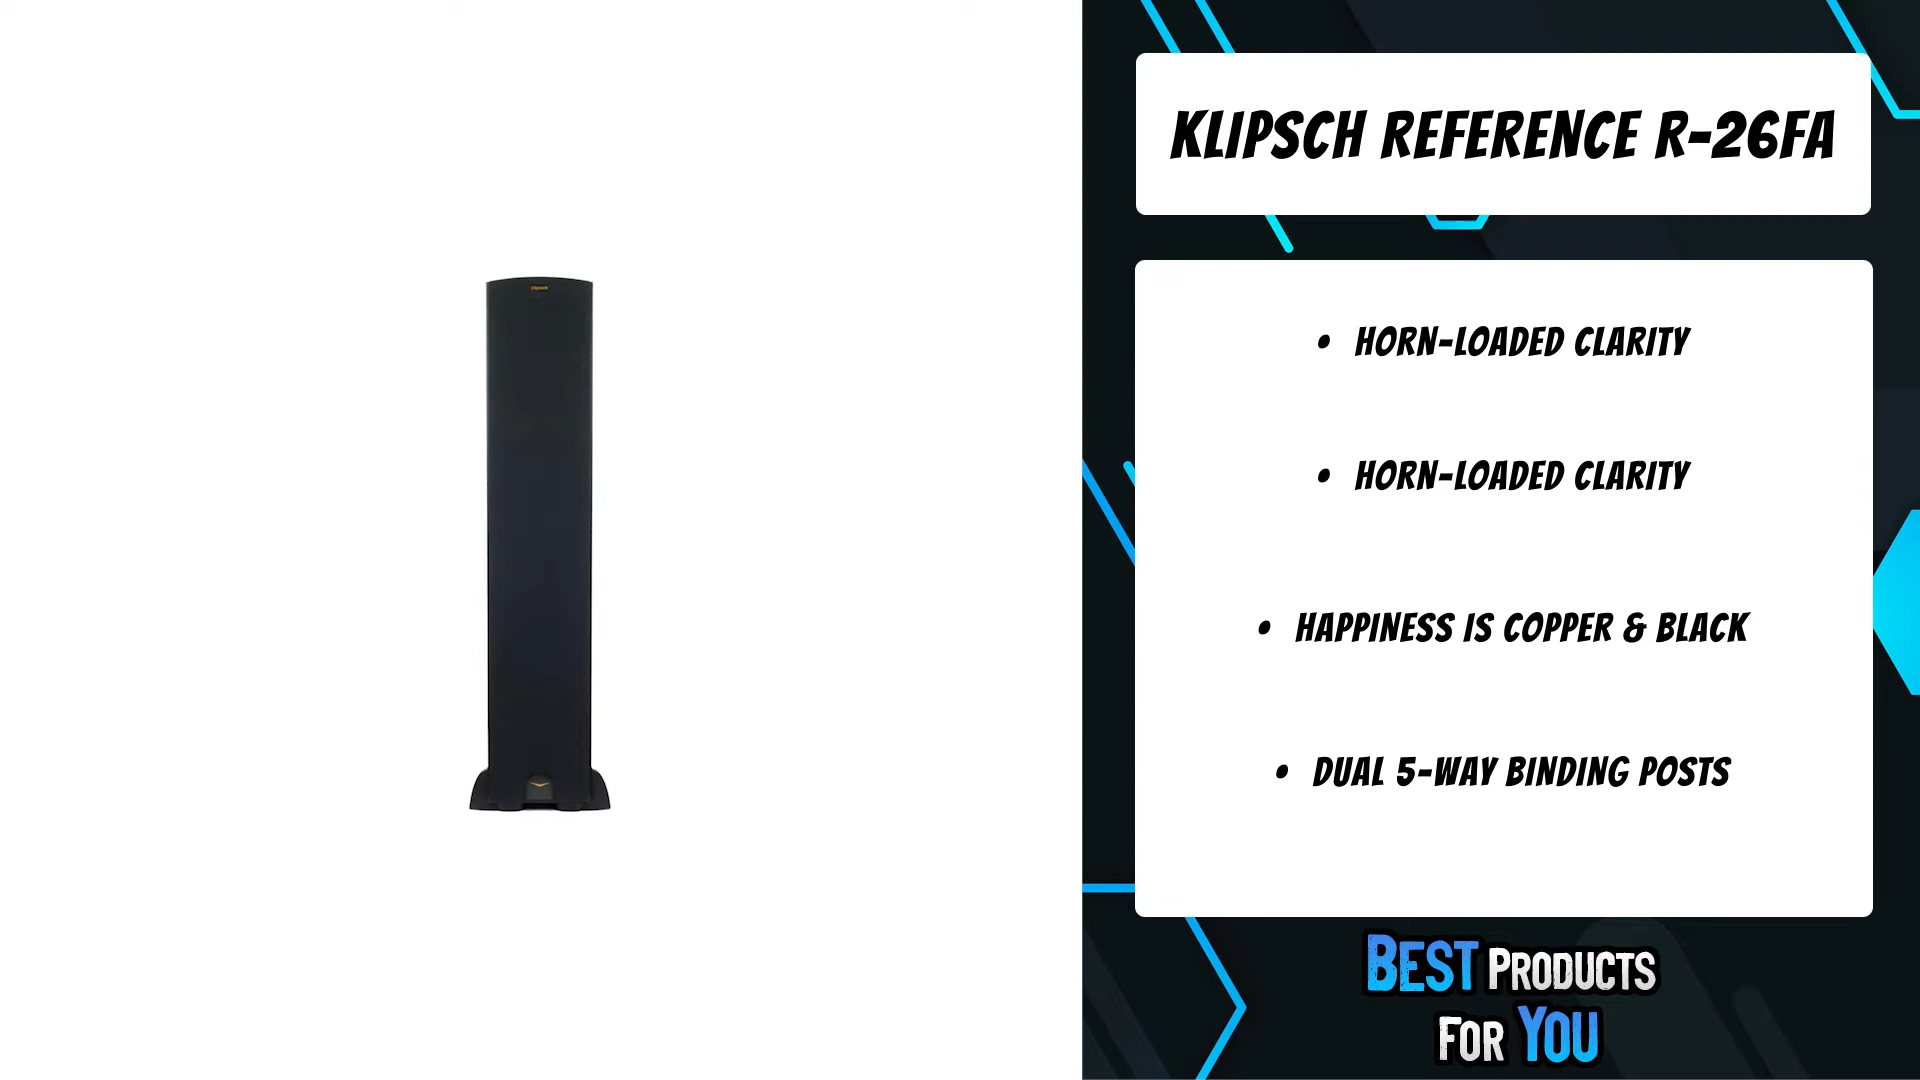 KLIPSCH REFERENCE R-26FA
• HORN-LOADED CLARITY
• HORN-LOADED CLARITY
• HAPPINESS IS COPPER & BLACK
• DUAL 5-WAY BINDING POSTS
BEST PRODUCTS
FOR YOU